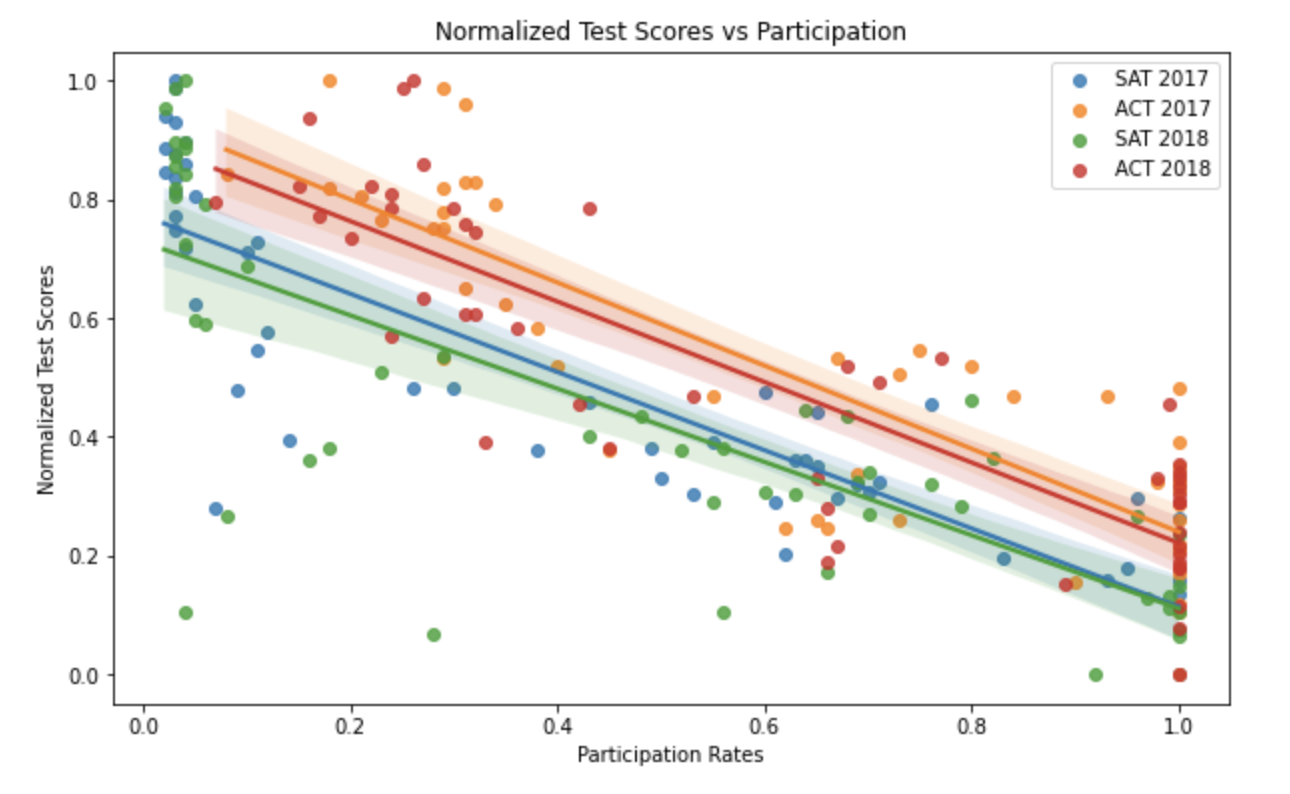 Normalized Test Scores vs Participation
SAT 2017
ACT 2017
SAT 2018
ACT 2018
Normalized Test Scores
1.0
0.8
0.6
0.4
0.2
0.0
0.0 0.2 0.4 0.6 0.8 1.0
Participation Rates